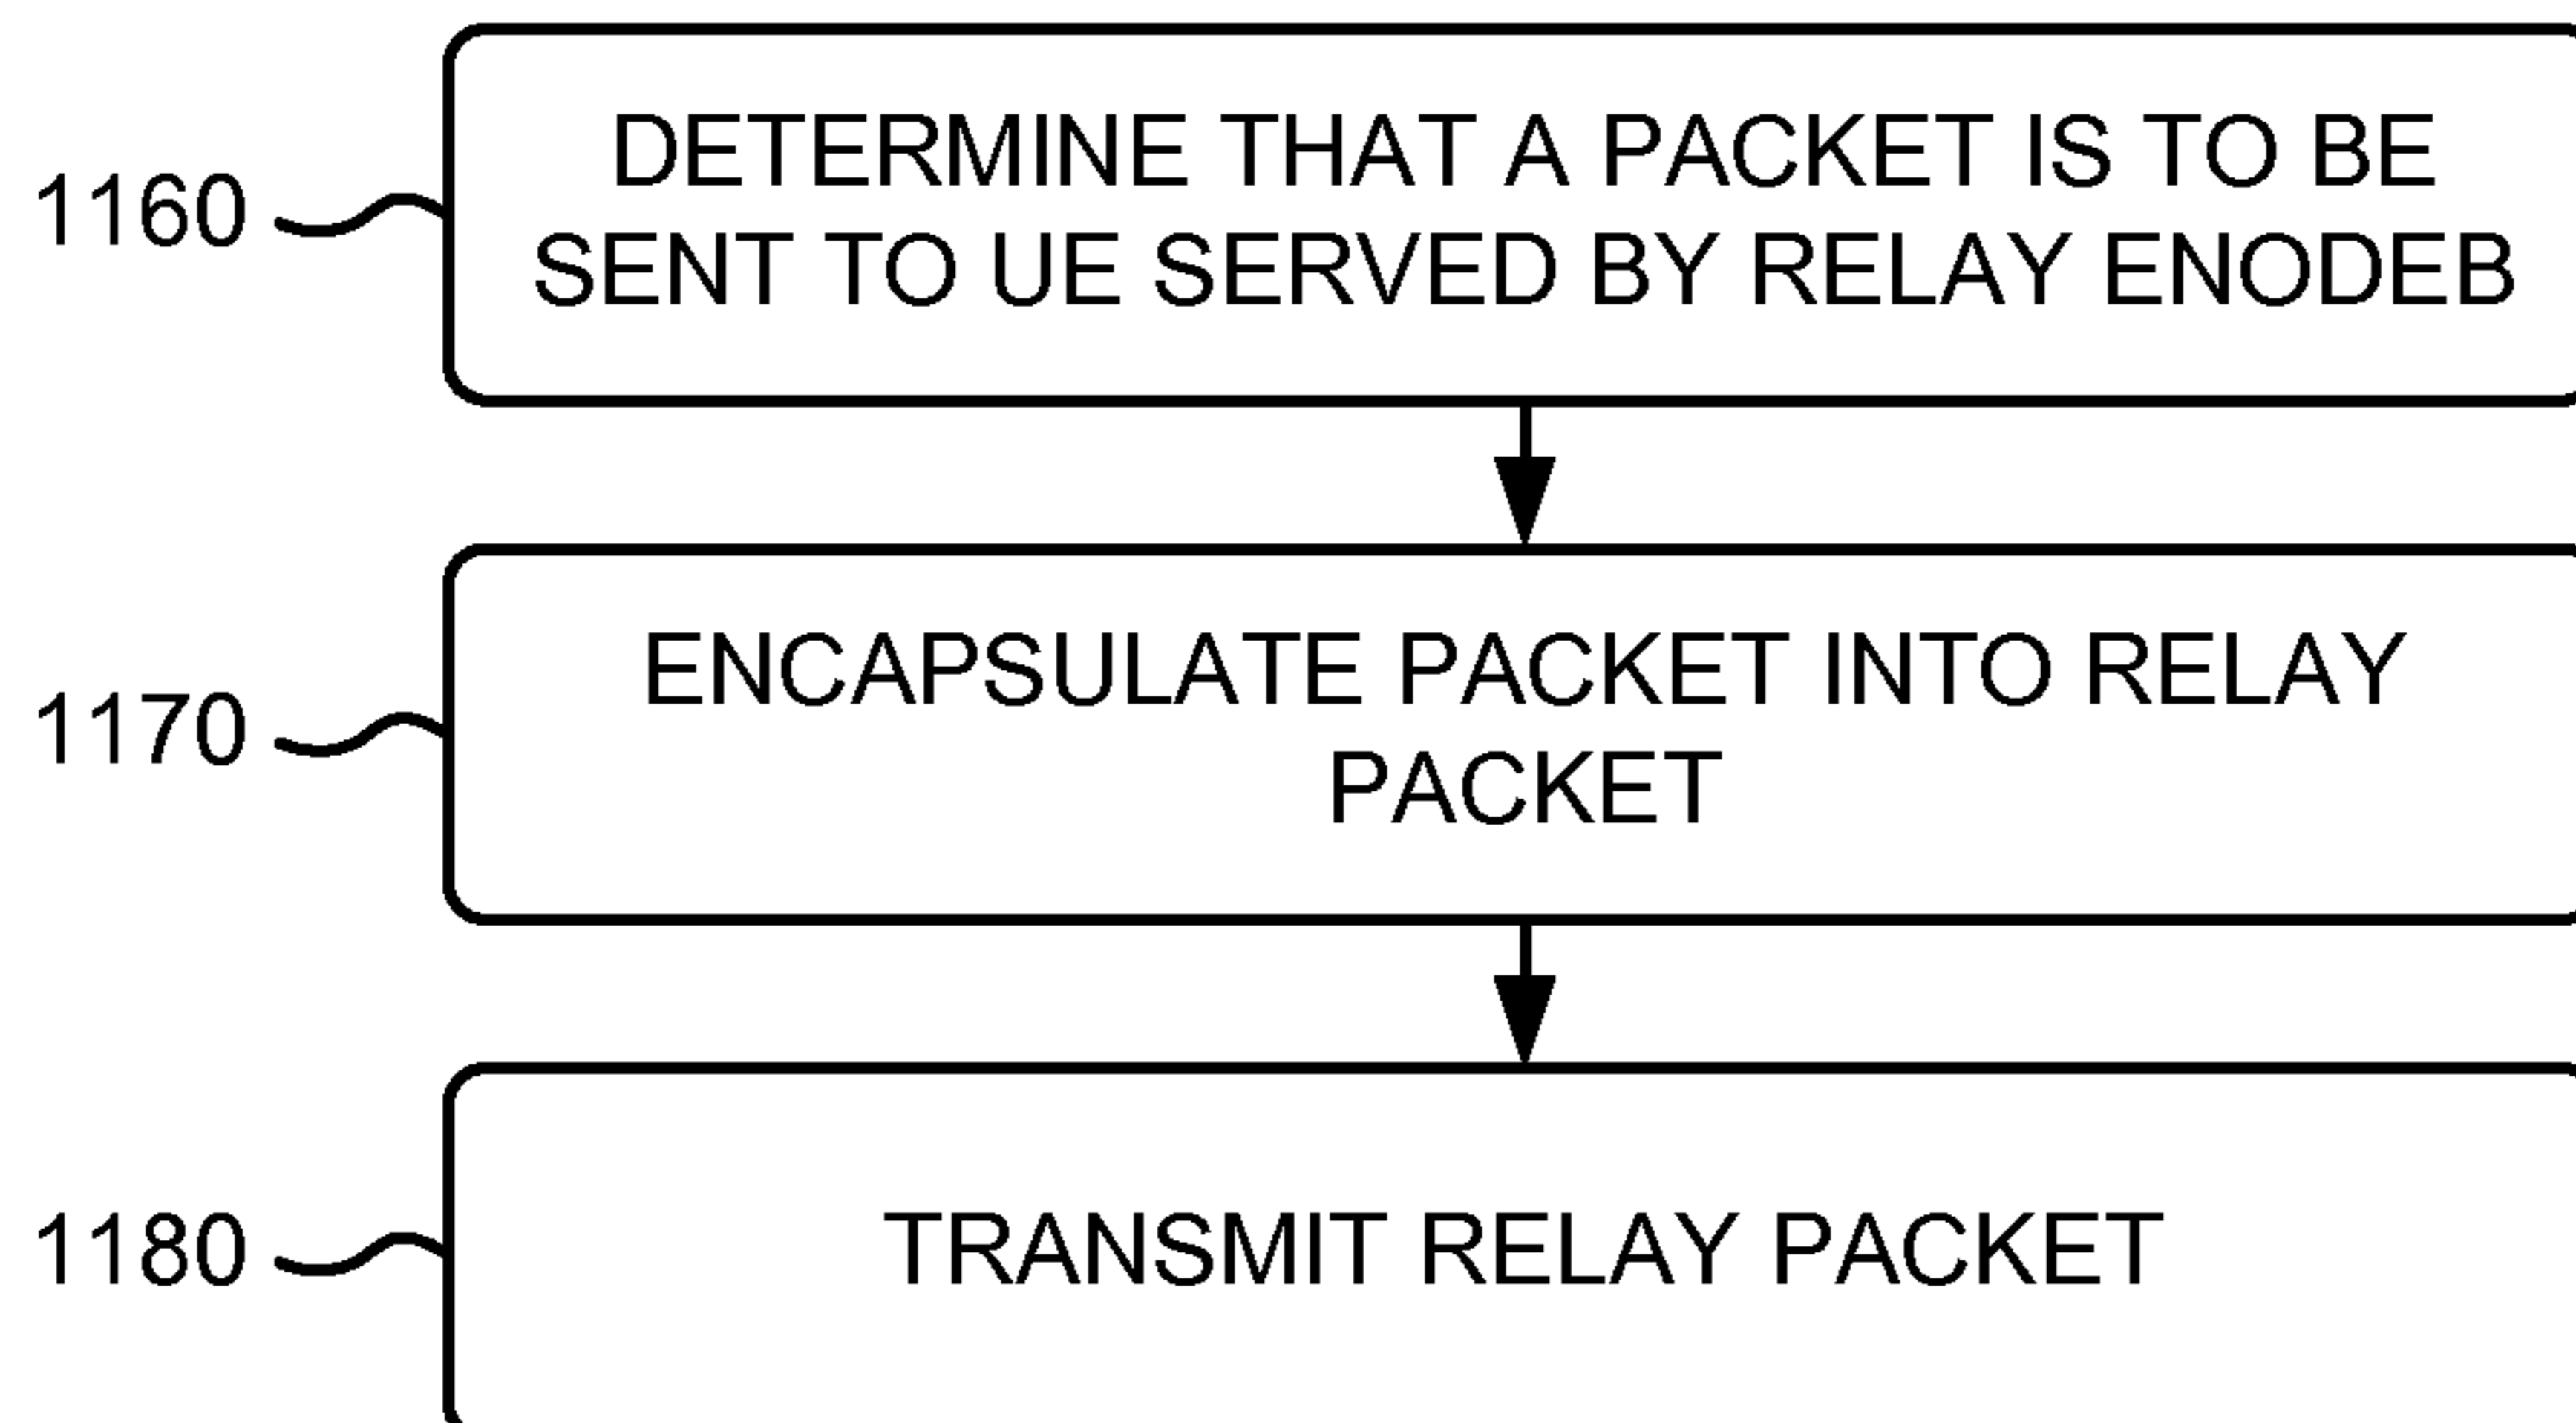 1160
DETERMINE THAT A PACKET IS TO BE
SENT TO UE SERVED BY RELAY ENODEB
1170
ENCAPSULATE PACKET INTO RELAY
PACKET
1180
TRANSMIT RELAY PACKET